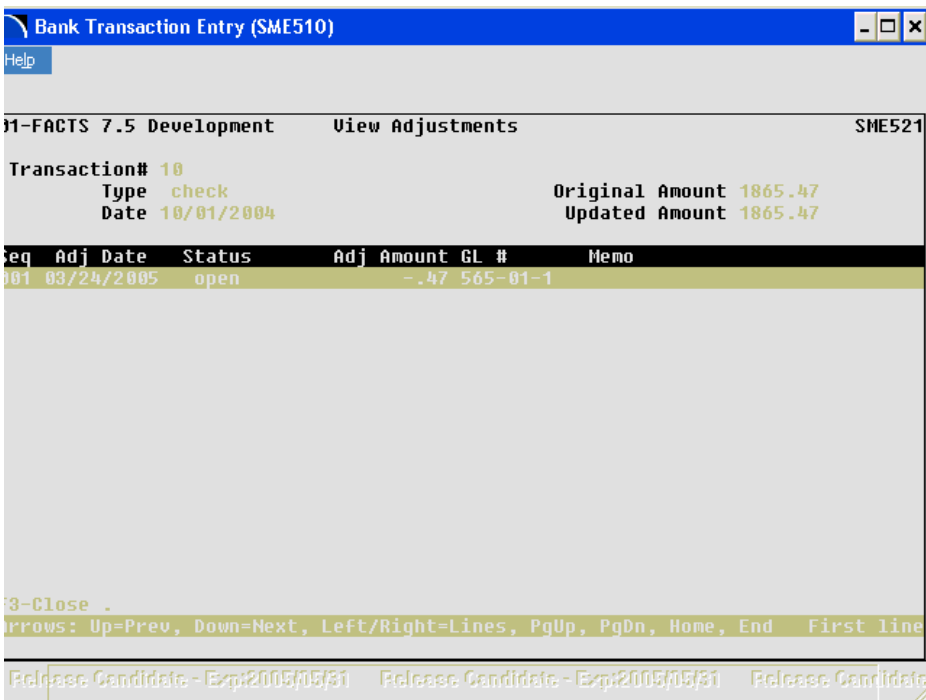 Bank Transaction Entry (SME510)
Help
01-FACTS 7.5 Development View Adjustments SME521
Transaction# 10
Type check Original Amount 1865.47
Date 10/01/2004 Updated Amount 1865.47
Seq Adj Date Status Adj Amount GL # Memo
001 03/24/2005 open -.47 565-01-1
F3-Close .
Arrows: Up=Prev, Down=Next, Left/Right=Lines, PgUp, PgDn, Home, End First line
Release Candidate - Exp:2005/05/31 Release Candidate - Exp:2005/05/31 Release Candidate